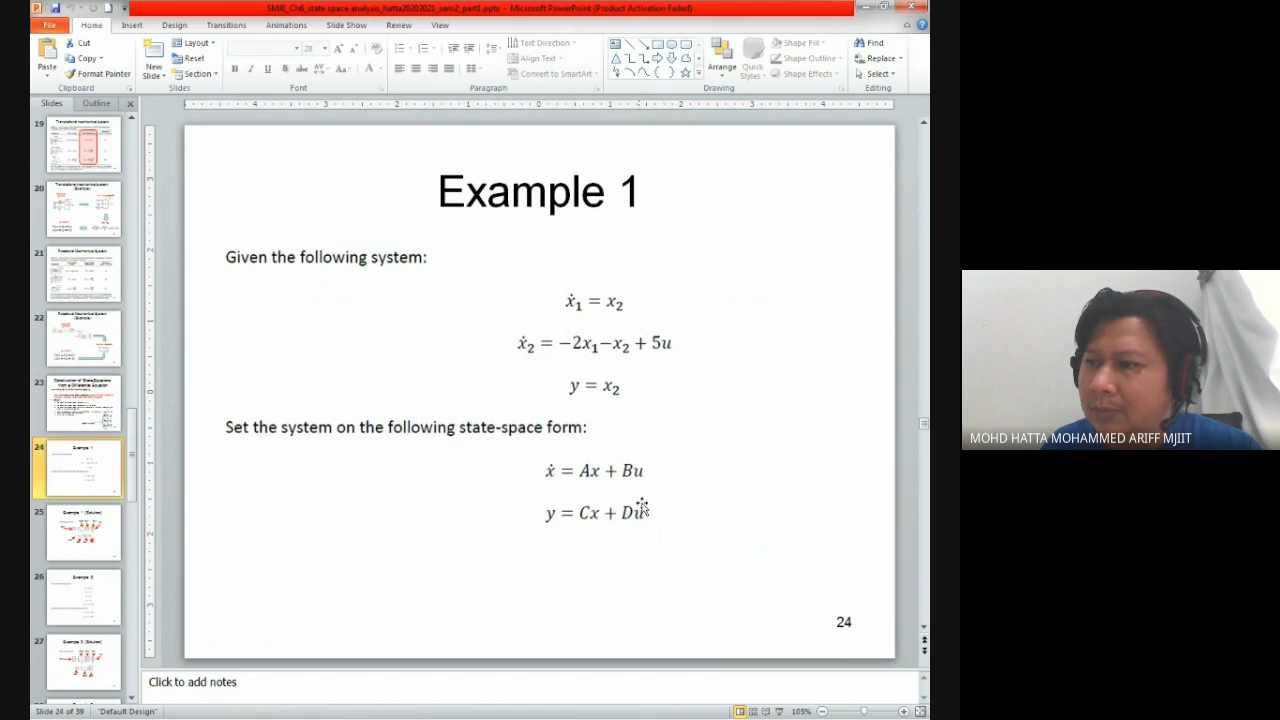 SMJE_Ch6_state space analysis_hatta20202021_sem2_part1.pptx - Microsoft PowerPoint (Product Activation Failed)
File Home Insert Design Transitions Animations Slide Show Review View
Cut
Copy
Format Painter
Paste
Clipboard
New
Slide
Layout
Reset
Section
Slides
28
B I U S abc AV Aa A
Font
Text Direction
Align Text
Convert to SmartArt
Paragraph
Arrange
Quick
Styles
Shape Fill
Shape Outline
Shape Effects
Drawing
Find
Replace
Select
Editing
Slides Outline
19
20
21
22
23
24
25
26
27
Example 1
Given the following system:
ẋ₁ = x₂
ẋ₂ = −2x₁−x₂ + 5u
y = x₂
Set the system on the following state-space form:
ẋ = Ax + Bu
y = Cx + Du
24
Click to add notes
Slide 24 of 39 "Default Design" 105%
MOHD HATTA MOHAMMED ARIFF MJIIT